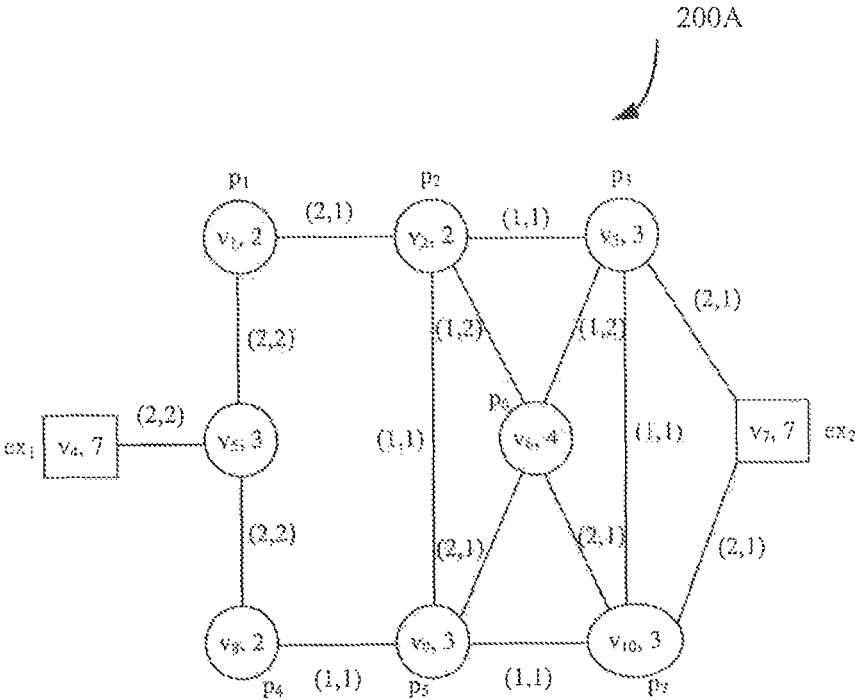 200A
p₁
p₂
p₃
(2,1)
(1,1)
v₁, 2
v₂, 2
v₃, 3
(2,1)
(2,2)
(1,2)
(1,2)
p₆
(2,2)
(1,1)
(1,1)
ex₁
v₄, 7
v₅, 3
v₆, 4
v₇, 7
ex₂
(2,2)
(2,1)
(2,1)
(2,1)
v₈, 2
v₉, 3
v₁₀, 3
p₄
(1,1)
p₅
(1,1)
p₇